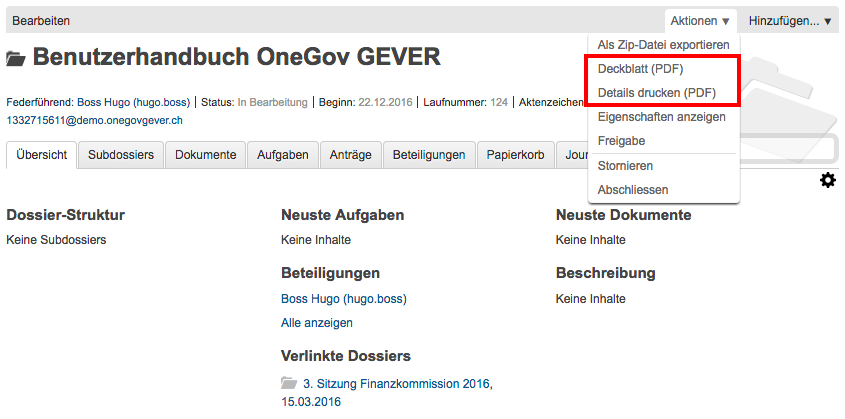 Bearbeiten
Aktionen ▼
Hinzufügen... ▼
Als Zip-Datei exportieren
Deckblatt (PDF)
Details drucken (PDF)
Eigenschaften anzeigen
Freigabe
Stornieren
Abschliessen
Benutzerhandbuch OneGov GEVER
Federführend: Boss Hugo (hugo.boss) | Status: In Bearbeitung | Beginn: 22.12.2016 | Laufnummer: 124 | Aktenzeichen
1332715611@demo.onegovgever.ch
Übersicht
Subdossiers
Dokumente
Aufgaben
Anträge
Beteiligungen
Papierkorb
Jour
Dossier-Struktur
Keine Subdossiers
Neuste Aufgaben
Keine Inhalte
Beteiligungen
Boss Hugo (hugo.boss)
Alle anzeigen
Verlinkte Dossiers
3. Sitzung Finanzkommission 2016,
15.03.2016
Neuste Dokumente
Keine Inhalte
Beschreibung
Keine Inhalte